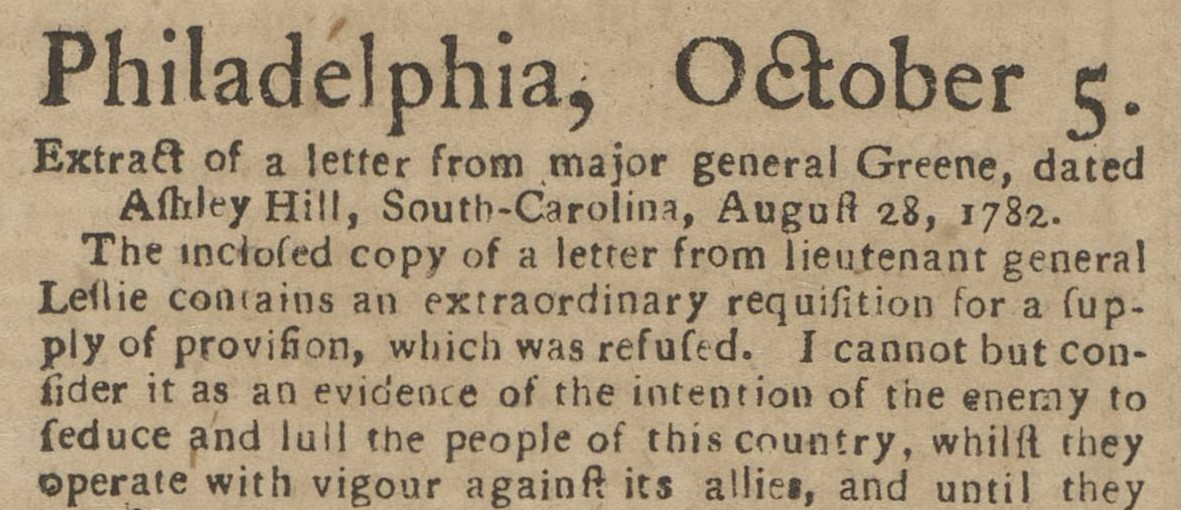 Philadelphia, October 5.
Extract of a letter from major general Greene, dated
Aſhley Hill, South-Carolina, Auguſt 28, 1782.
The incloſed copy of a letter from lieutenant general
Leſlie contains an extraordinary requiſition for a ſup-
ply of proviſion, which was refuſed. I cannot but con-
ſider it as an evidence of the intention of the enemy to
ſeduce and lull the people of this country, whilſt they
operate with vigour againſt its allies, and until they